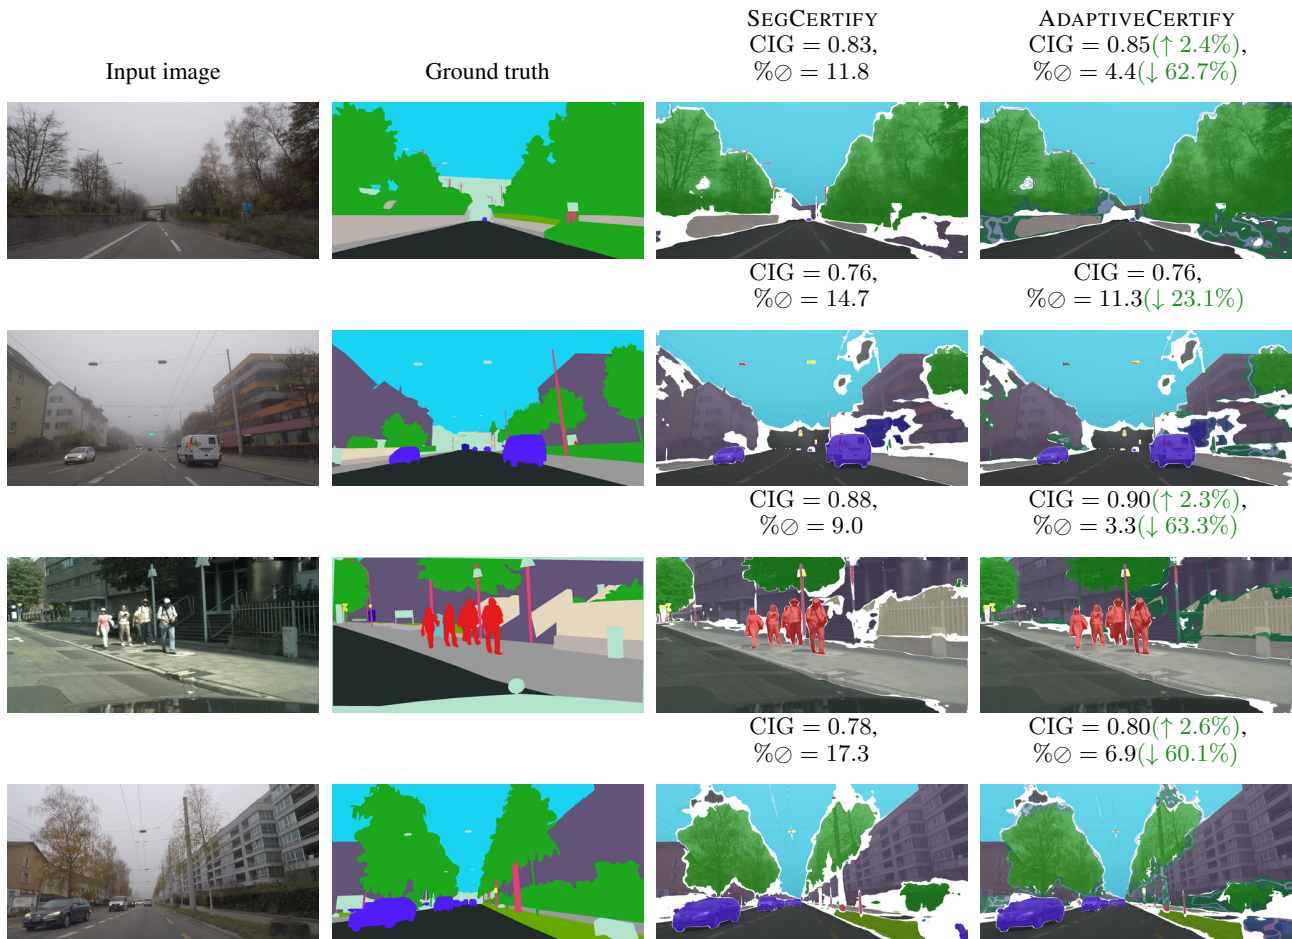 Input image
Ground truth
SEGCERTIFY
CIG = 0.83,
%⊘ = 11.8
ADAPTIVECERTIFY
CIG = 0.85(↑ 2.4%),
%⊘ = 4.4(↓ 62.7%)
CIG = 0.76,
%⊘ = 14.7
CIG = 0.76,
%⊘ = 11.3(↓ 23.1%)
CIG = 0.88,
%⊘ = 9.0
CIG = 0.90(↑ 2.3%),
%⊘ = 3.3(↓ 63.3%)
CIG = 0.78,
%⊘ = 17.3
CIG = 0.80(↑ 2.6%),
%⊘ = 6.9(↓ 60.1%)